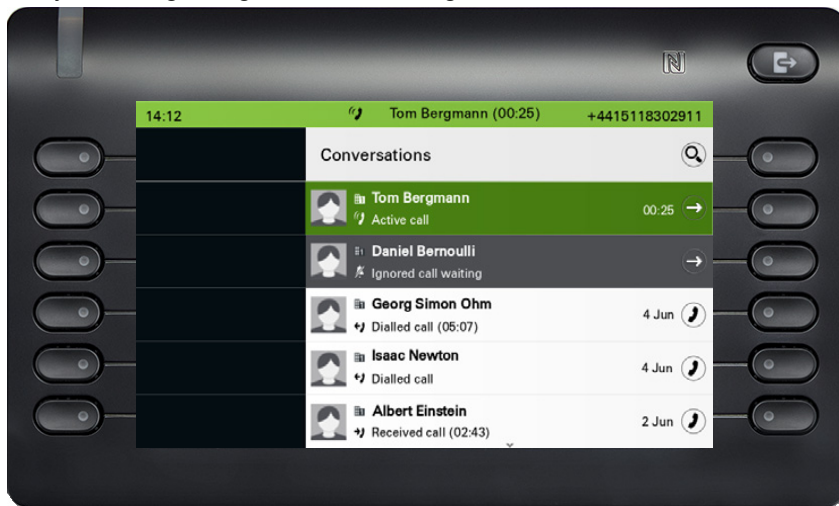 14:12 Tom Bergmann (00:25) +4415118302911
Conversations
Tom Bergmann
Active call 00:25
Daniel Bernoulli
Ignored call waiting
Georg Simon Ohm
Dialled call (05:07) 4 Jun
Isaac Newton
Dialled call 4 Jun
Albert Einstein
Received call (02:43) 2 Jun